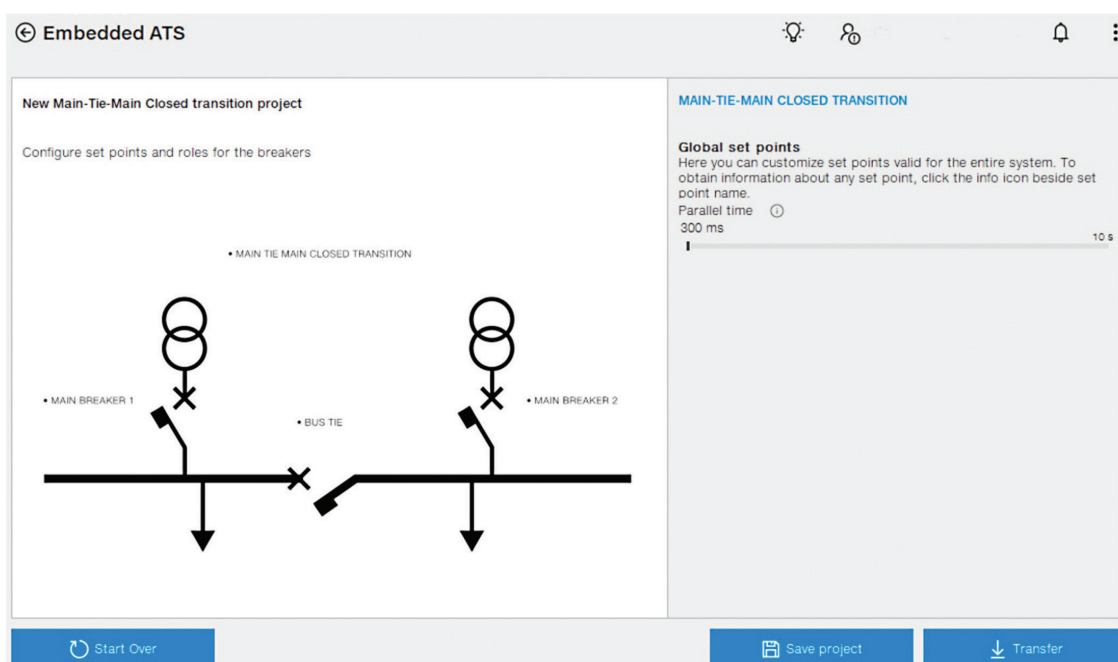 Embedded ATS
New Main-Tie-Main Closed transition project
Configure set points and roles for the breakers
• MAIN TIE MAIN CLOSED TRANSITION
• MAIN BREAKER 1
• BUS TIE
• MAIN BREAKER 2
MAIN-TIE-MAIN CLOSED TRANSITION
Global set points
Here you can customize set points valid for the entire system. To
obtain information about any set point, click the info icon beside set
point name.
Parallel time
300 ms
10 s
Start Over
Save project
Transfer